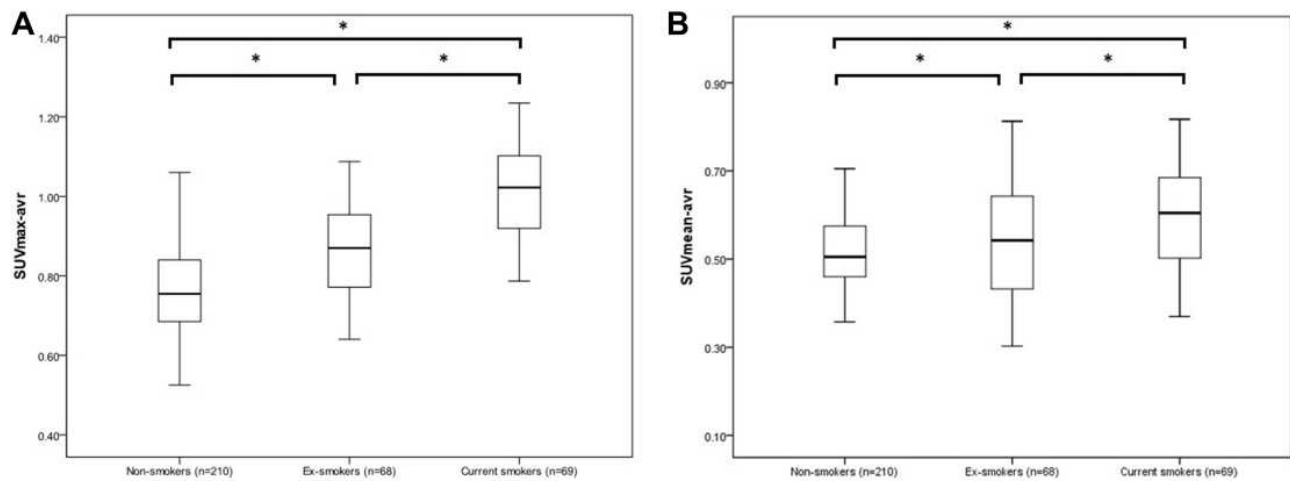 A
SUVmax-avr
1.40
1.20
1.00
0.80
0.60
0.40
*
*
*
Non-smokers (n=210)
Ex-smokers (n=68)
Current smokers (n=69)
B
SUVmean-avr
0.90
0.70
0.50
0.30
0.10
*
*
*
Non-smokers (n=210)
Ex-smokers (n=68)
Current smokers (n=69)